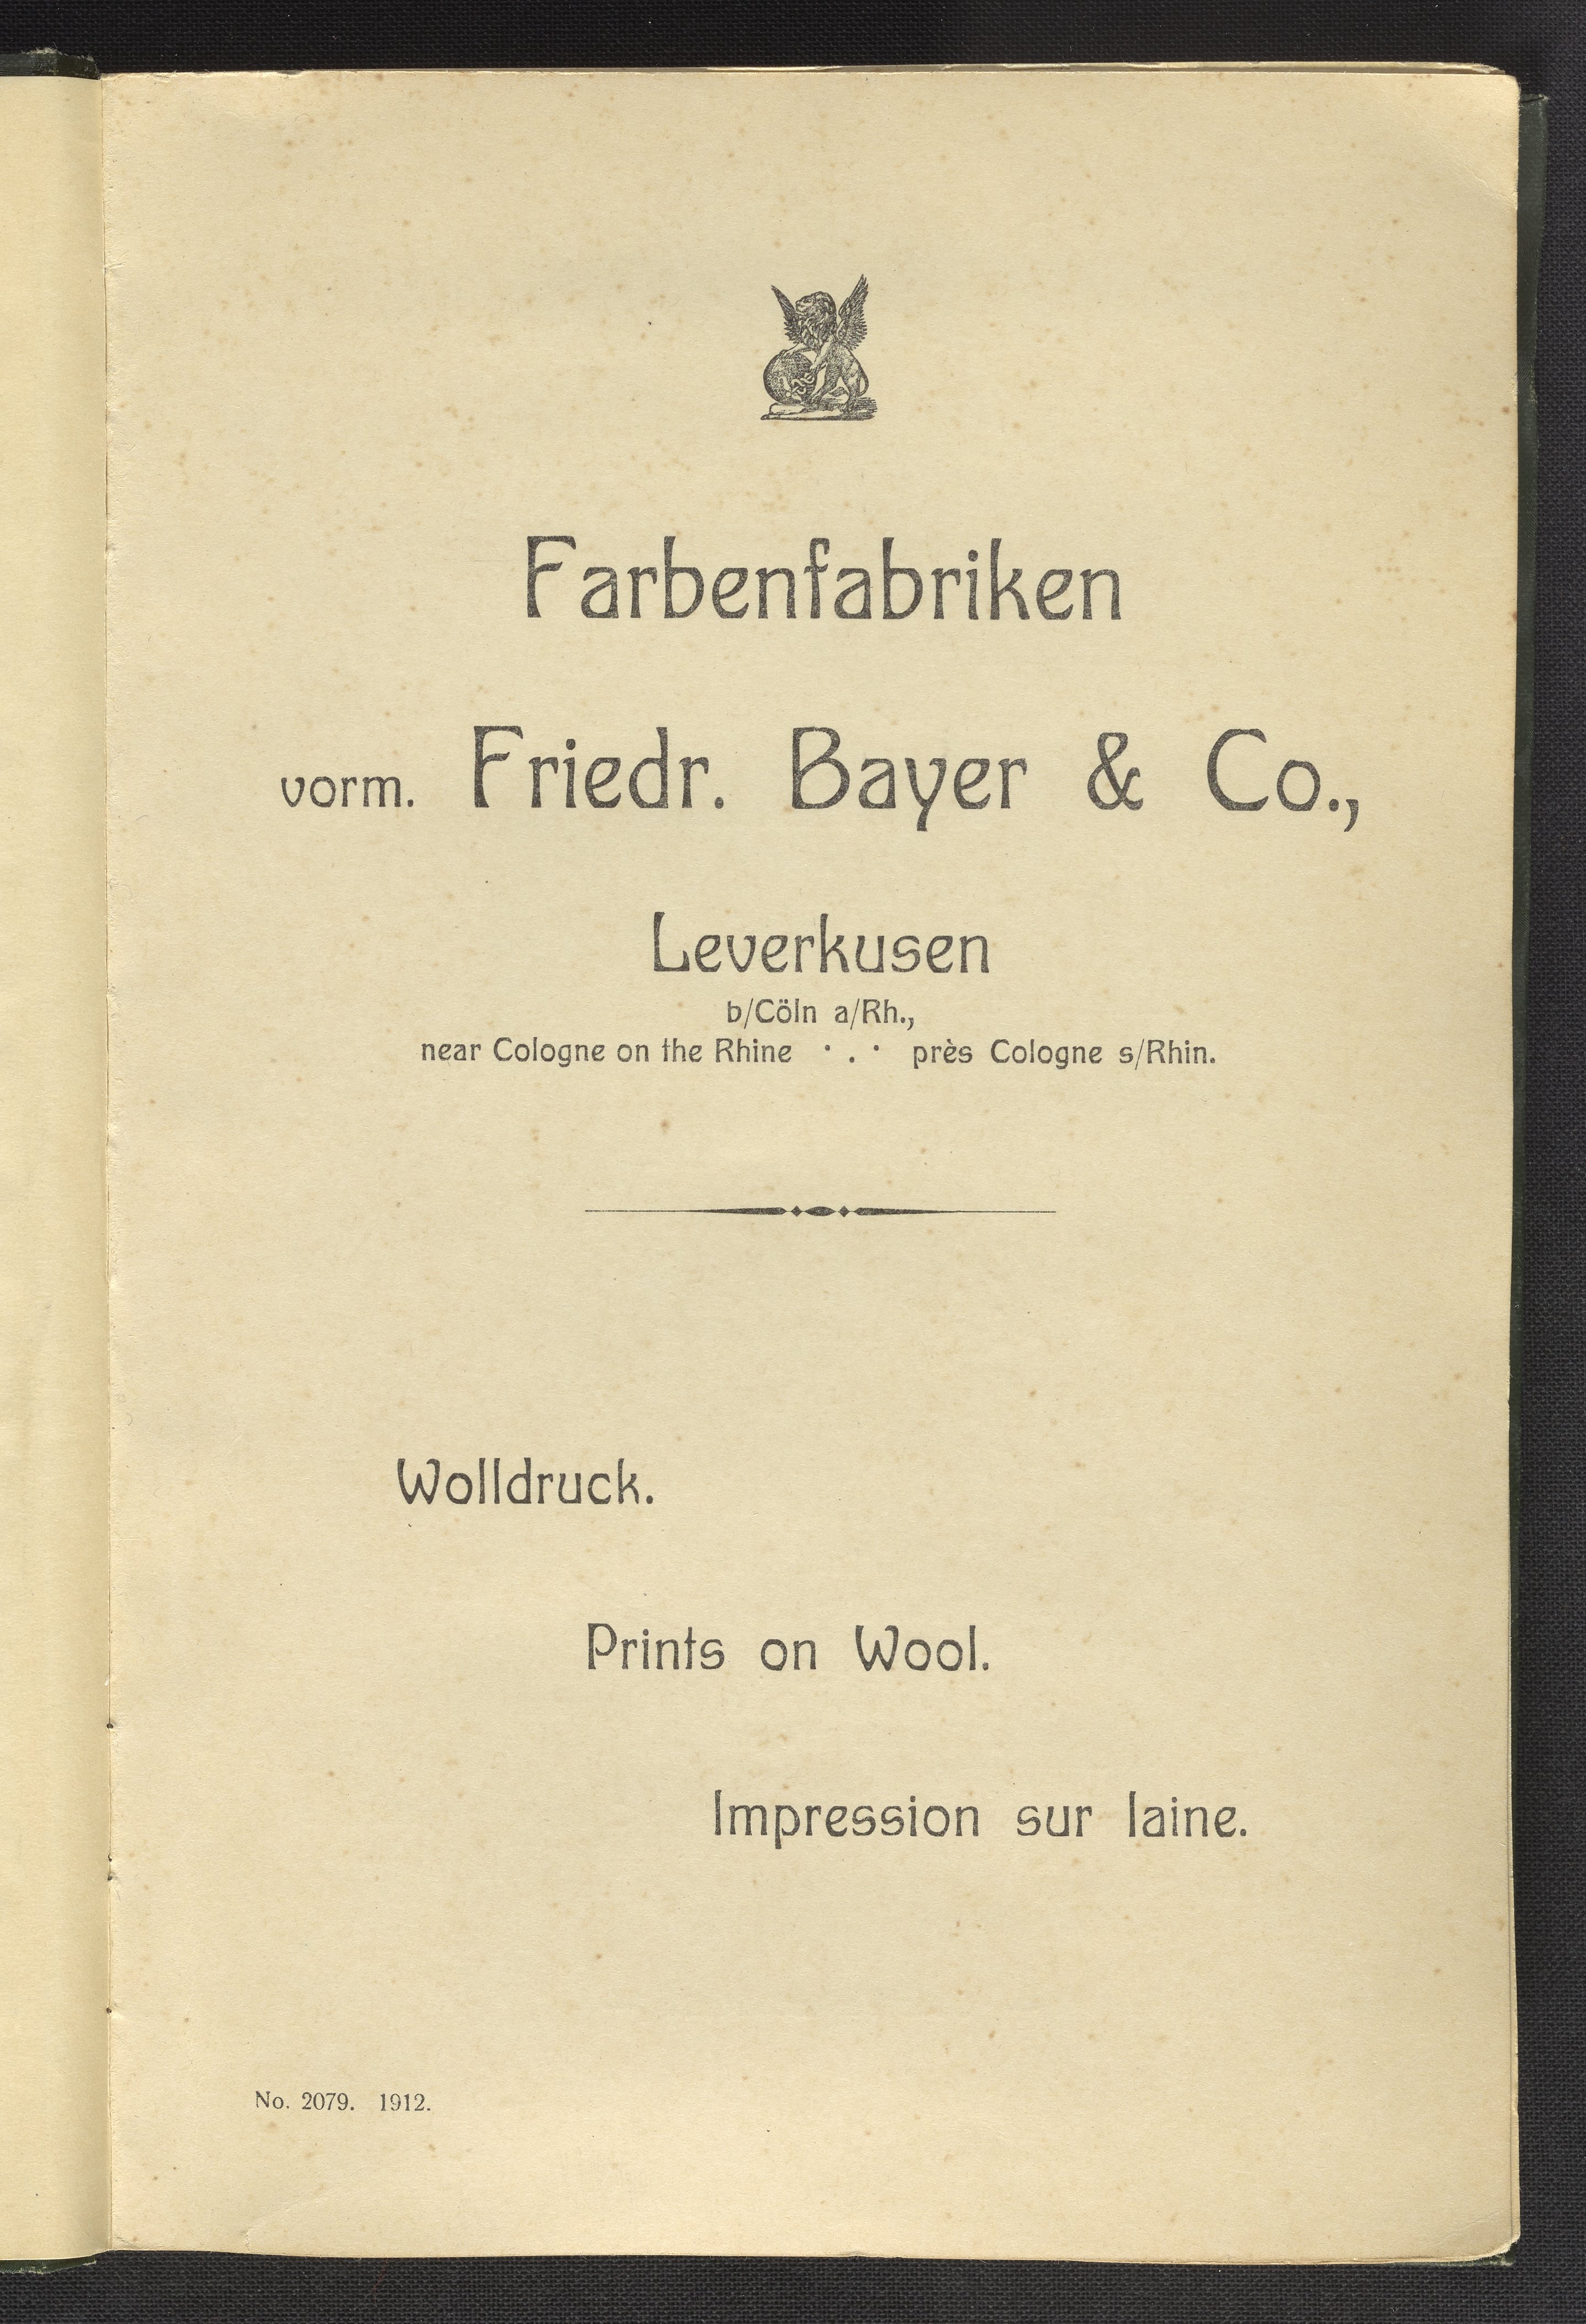 Farbenfabriken
vorm. Friedr. Bayer & Co.,
Leverkusen
b/Cöln a/Rh.,
near Cologne on the Rhine · . · près Cologne s/Rhin.
Wolldruck.
Prints on Wool.
Impression sur laine.
No. 2079. 1912.